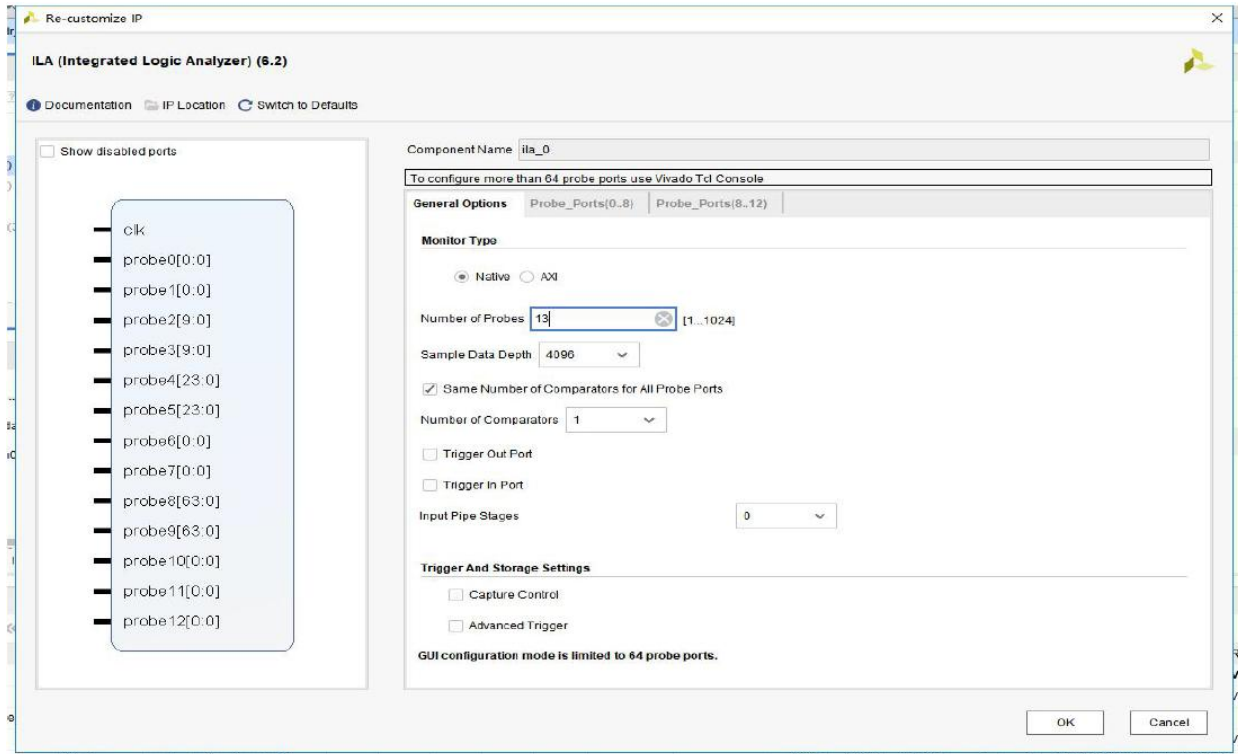 Re-customize IP
ILA (Integrated Logic Analyzer) (6.2)
Documentation IP Location Switch to Defaults
Show disabled ports
clk
probe0[0:0]
probe1[0:0]
probe2[9:0]
probe3[9:0]
probe4[23:0]
probe5[23:0]
probe6[0:0]
probe7[0:0]
probe8[63:0]
probe9[63:0]
probe10[0:0]
probe11[0:0]
probe12[0:0]
Component Name ila_0
To configure more than 64 probe ports use Vivado Tcl Console
General Options Probe_Ports(0..8) Probe_Ports(8..12)
Monitor Type
Native AXI
Number of Probes 13 [1...1024]
Sample Data Depth 4096
Same Number of Comparators for All Probe Ports
Number of Comparators 1
Trigger Out Port
Trigger In Port
Input Pipe Stages 0
Trigger And Storage Settings
Capture Control
Advanced Trigger
GUI configuration mode is limited to 64 probe ports.
OK Cancel